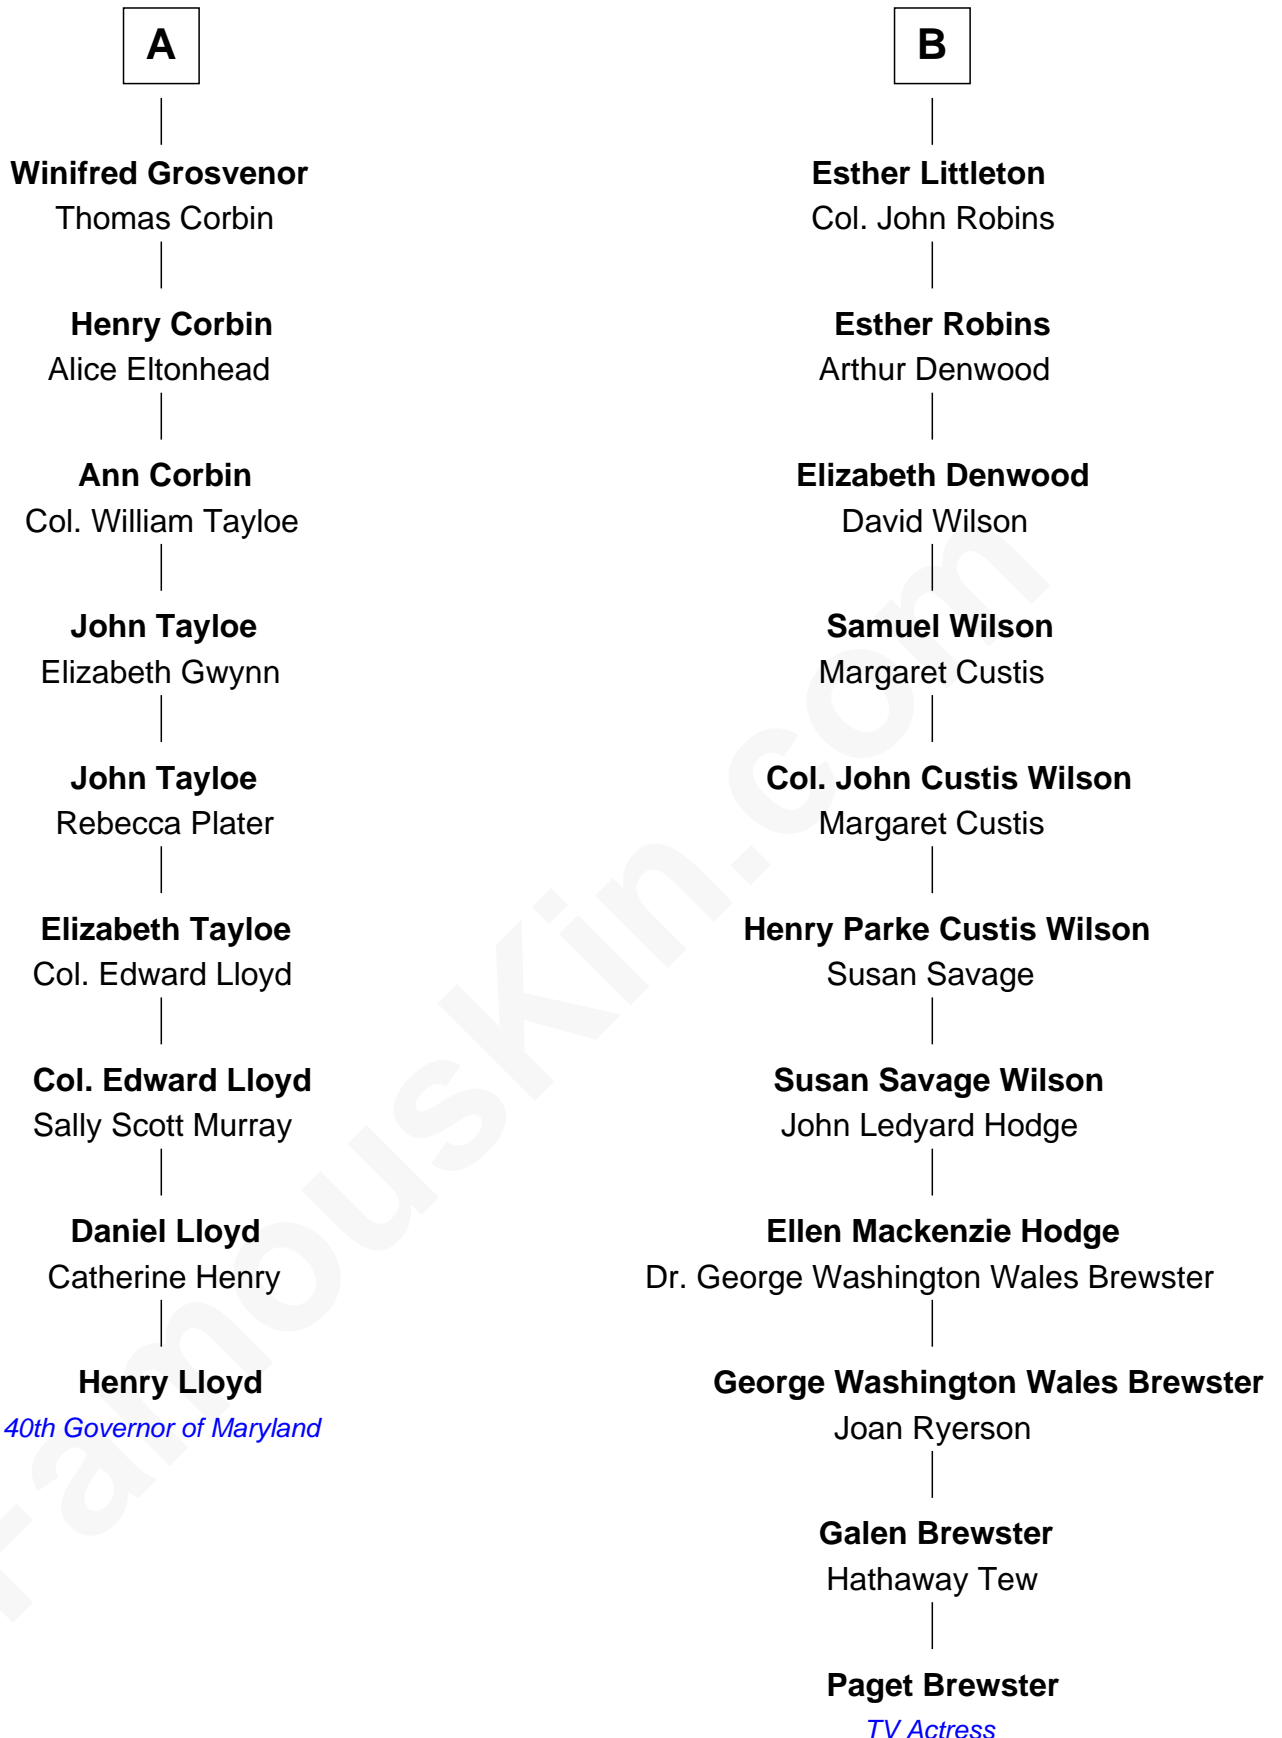 A
Winifred Grosvenor
Thomas Corbin
Henry Corbin
Alice Eltonhead
Ann Corbin
Col. William Tayloe
John Tayloe
Elizabeth Gwynn
John Tayloe
Rebecca Plater
Elizabeth Tayloe
Col. Edward Lloyd
Col. Edward Lloyd
Sally Scott Murray
Daniel Lloyd
Catherine Henry
Henry Lloyd
40th Governor of Maryland
B
Esther Littleton
Col. John Robins
Esther Robins
Arthur Denwood
Elizabeth Denwood
David Wilson
Samuel Wilson
Margaret Custis
Col. John Custis Wilson
Margaret Custis
Henry Parke Custis Wilson
Susan Savage
Susan Savage Wilson
John Ledyard Hodge
Ellen Mackenzie Hodge
Dr. George Washington Wales Brewster
George Washington Wales Brewster
Joan Ryerson
Galen Brewster
Hathaway Tew
Paget Brewster
TV Actress
FamousKin.com